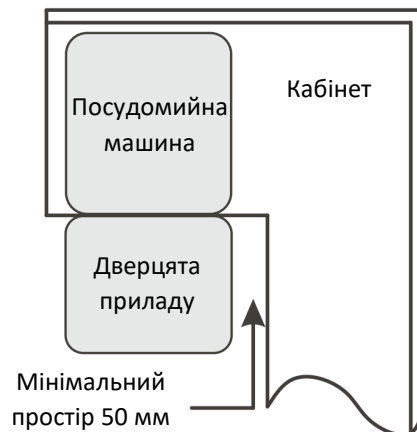 Посудомийна
машина
Кабінет
Дверцята
приладу
Мінімальний
простір 50 мм